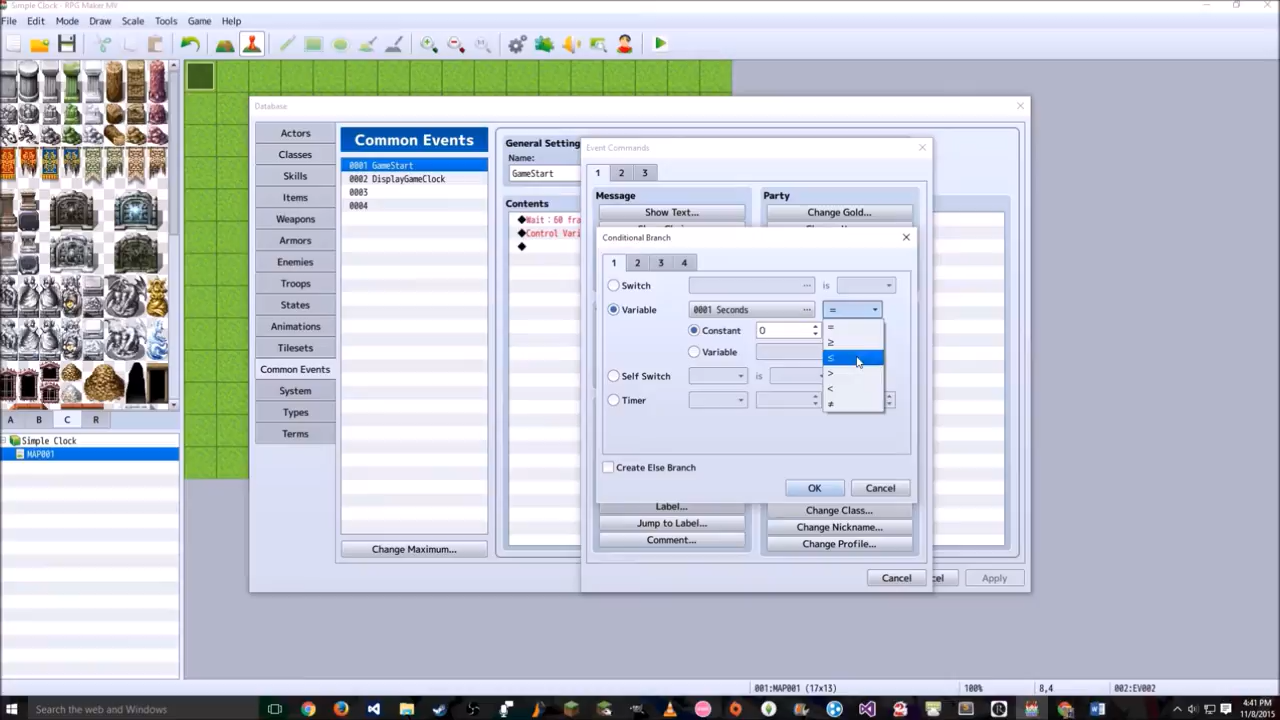 Simple Clock - RPG Maker MV
File Edit Mode Draw Scale Tools Game Help
Database
Actors
Classes
Skills
Items
Weapons
Armors
Enemies
Troops
States
Animations
Tilesets
Common Events
System
Types
Terms
Common Events
0001 GameStart
0002 DisplayGameClock
0003
0004
Change Maximum...
General Setting
Name:
GameStart
Contents
◆Wait : 60 fra
◆Control Vari
◆
Event Commands
1 2 3
Message
Show Text...
Party
Change Gold...
Conditional Branch
1 2 3 4
Switch ... is
Variable 0001 Seconds ... =
Constant 0
Variable
Self Switch is
Timer
=
≥
≤
>
<
≠
Create Else Branch
OK Cancel
Label...
Jump to Label...
Comment...
Change Class...
Change Nickname...
Change Profile...
Cancel
cel Apply
A B C R
Simple Clock
MAP001
001:MAP001 (17x13) 100% 8,4 002:EV002
Search the web and Windows
4:41 PM
11/8/2015